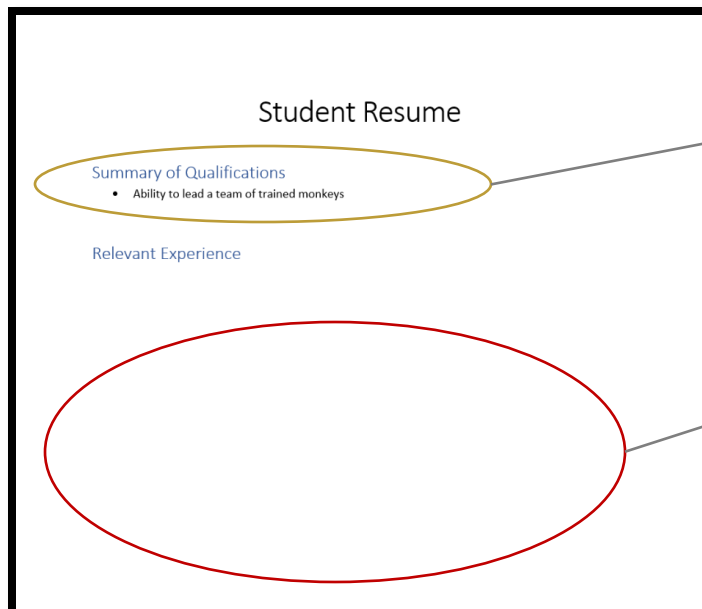 Student Resume
Summary of Qualifications
• Ability to lead a team of trained monkeys
Relevant Experience